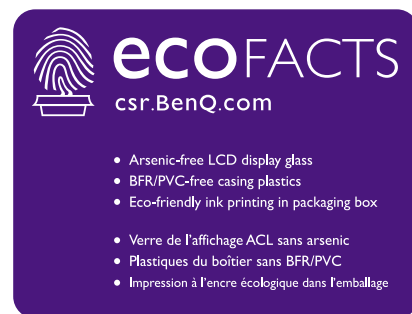 ecoFACTS
csr.BenQ.com
• Arsenic-free LCD display glass
• BFR/PVC-free casing plastics
• Eco-friendly ink printing in packaging box
• Verre de l'affichage ACL sans arsenic
• Plastiques du boîtier sans BFR/PVC
• Impression à l'encre écologique dans l'emballage